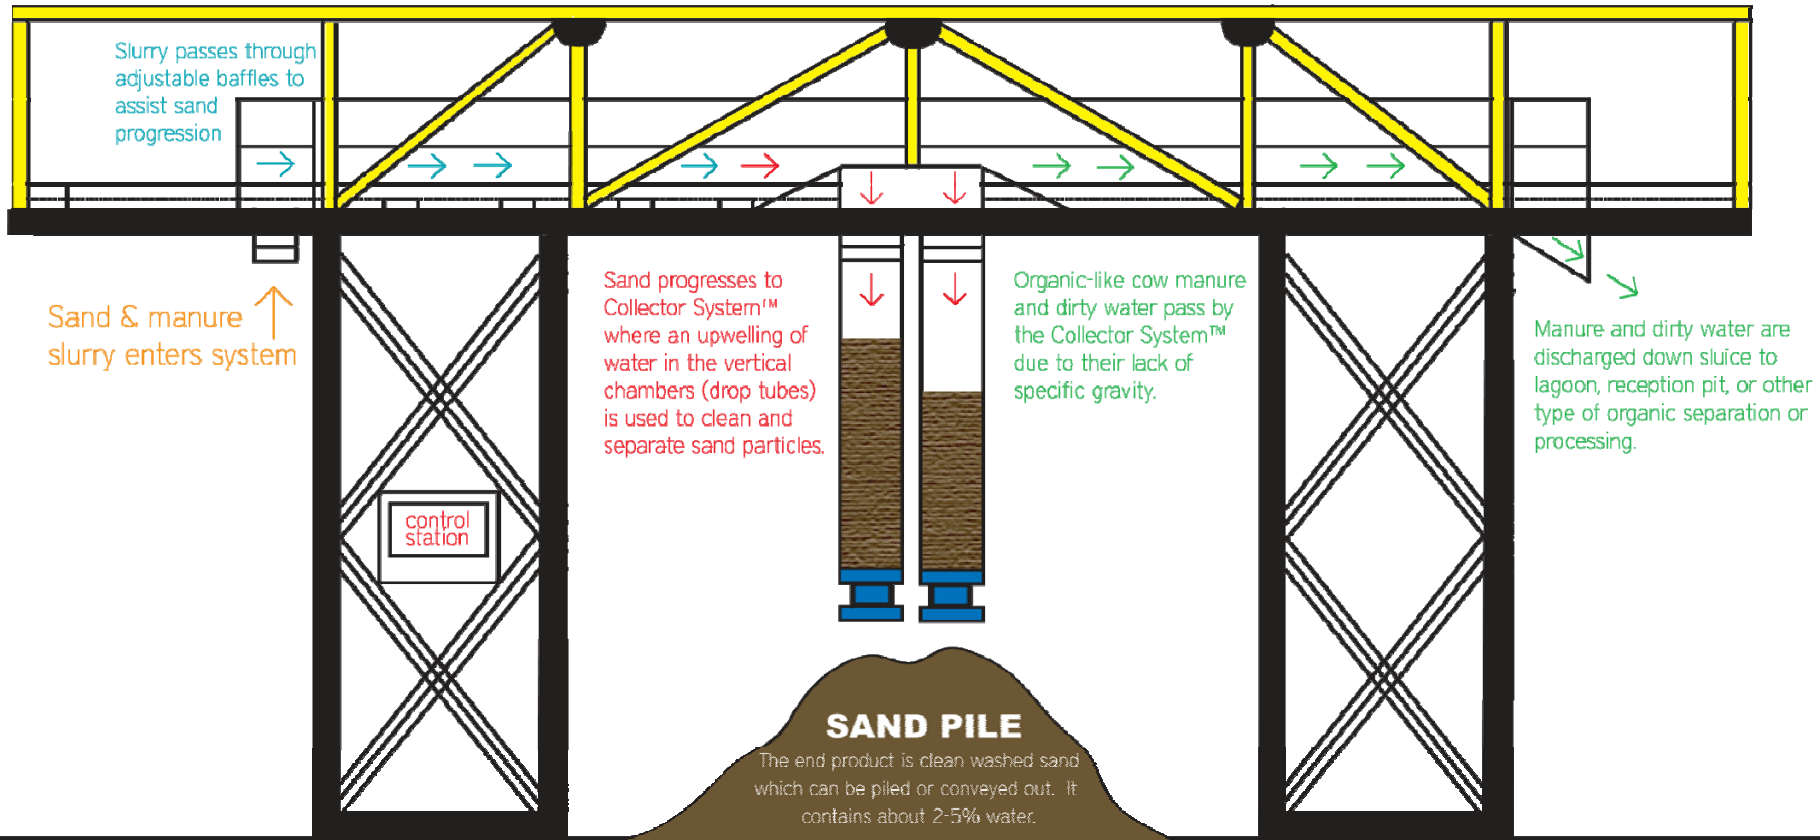 Slurry passes through
adjustable baffles to
assist sand
progression
Sand & manure
slurry enters system
control
station
Sand progresses to
Collector System™
where an upwelling of
water in the vertical
chambers (drop tubes)
is used to clean and
separate sand particles.
Organic-like cow manure
and dirty water pass by
the Collector System™
due to their lack of
specific gravity.
Manure and dirty water are
discharged down sluice to
lagoon, reception pit, or other
type of organic separation or
processing.
SAND PILE
The end product is clean washed sand
which can be piled or conveyed out. It
contains about 2-5% water.